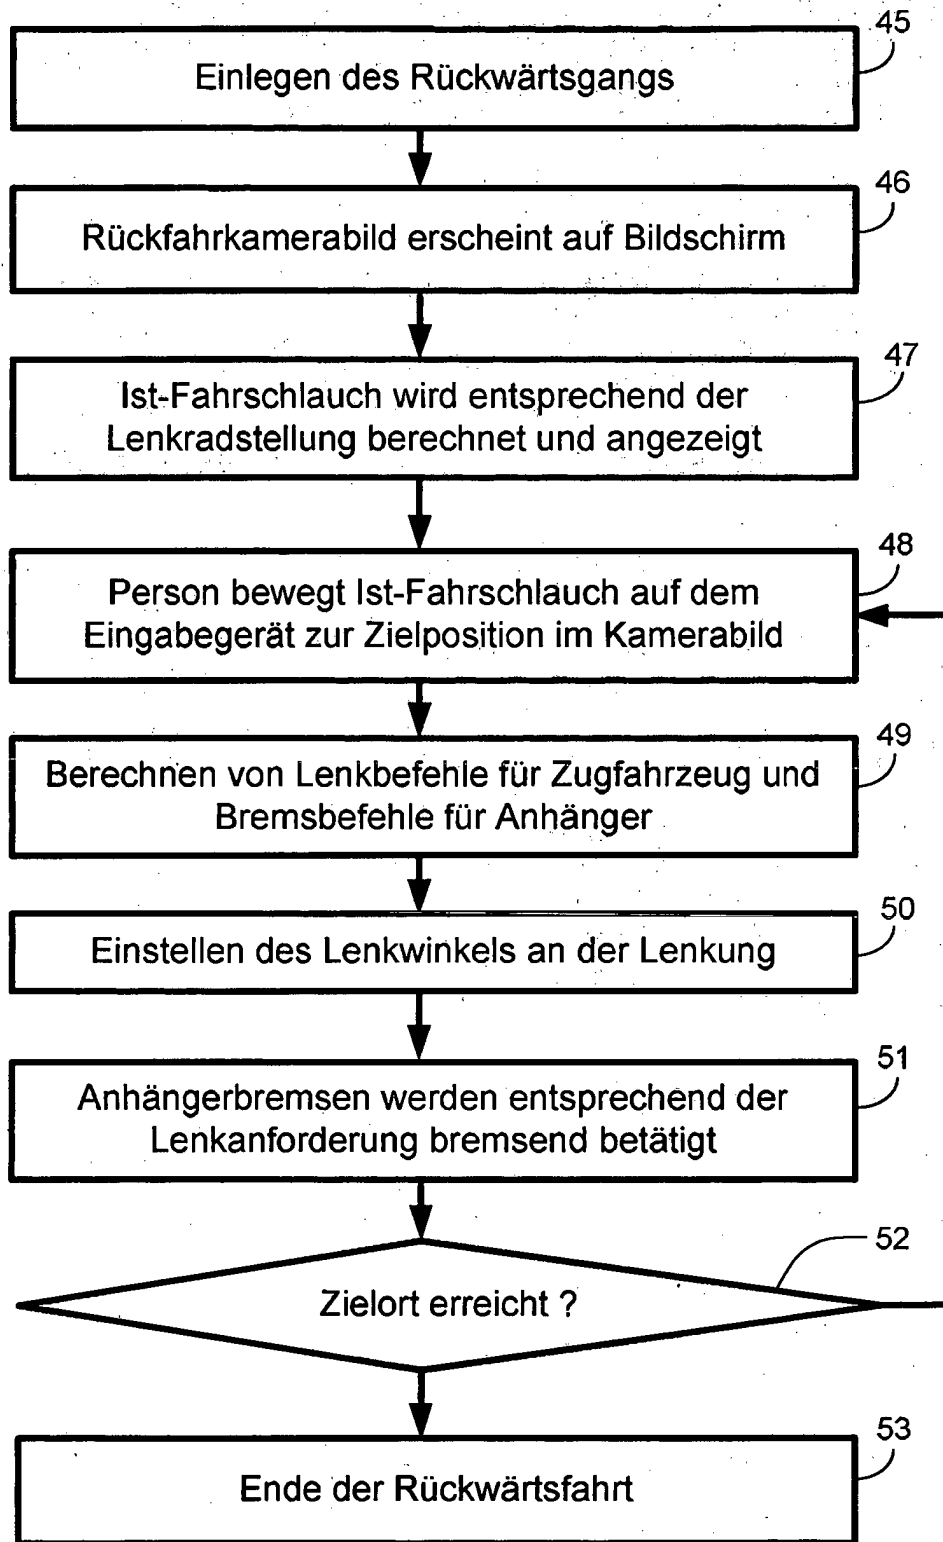 45
Einlegen des Rückwärtsgangs
46
Rückfahrkamerabild erscheint auf Bildschirm
47
Ist-Fahrschlauch wird entsprechend der
Lenkradstellung berechnet und angezeigt
48
Person bewegt Ist-Fahrschlauch auf dem
Eingabegerät zur Zielposition im Kamerabild
49
Berechnen von Lenkbefehle für Zugfahrzeug und
Bremsbefehle für Anhänger
50
Einstellen des Lenkwinkels an der Lenkung
51
Anhängerbremsen werden entsprechend der
Lenkanforderung bremsend betätigt
52
Zielort erreicht ?
53
Ende der Rückwärtsfahrt